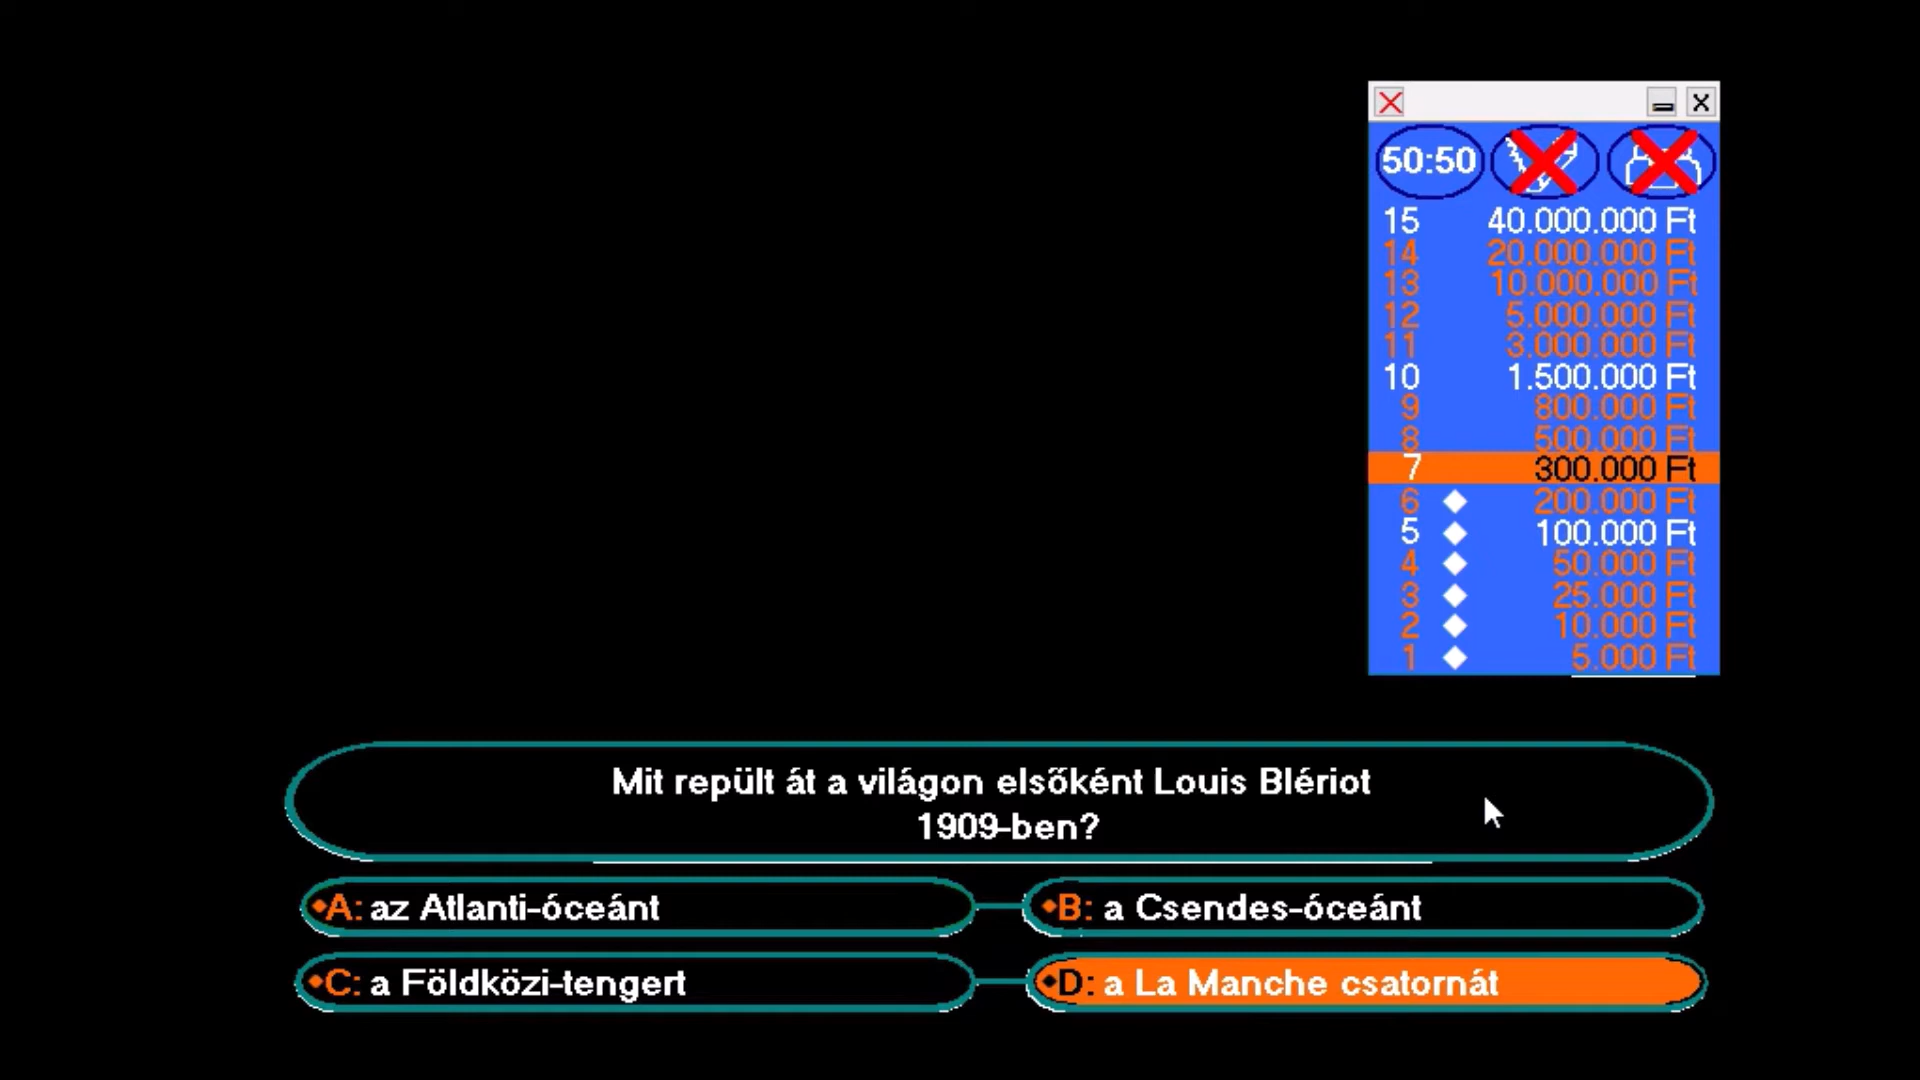 50:50
15 40.000.000 Ft
14 20.000.000 Ft
13 10.000.000 Ft
12 5.000.000 Ft
11 3.000.000 Ft
10 1.500.000 Ft
9 800.000 Ft
8 500.000 Ft
7 300.000 Ft
6 200.000 Ft
5 100.000 Ft
4 50.000 Ft
3 25.000 Ft
2 10.000 Ft
1 5.000 Ft
Mit repült át a világon elsőként Louis Blériot
1909-ben?
A: az Atlanti-óceánt
B: a Csendes-óceánt
C: a Földközi-tengert
D: a La Manche csatornát